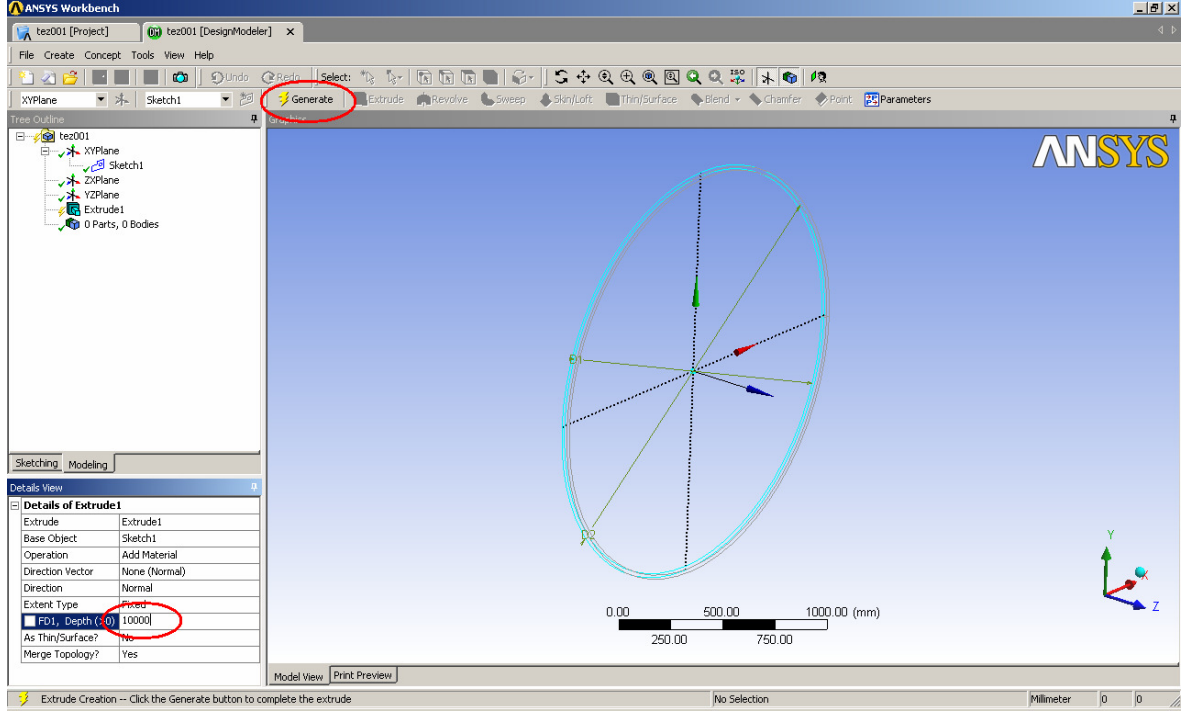 ANSYS Workbench
tez001 [Project] tez001 [DesignModeler]
File Create Concept Tools View Help
Undo Redo Select: ISO
XYPlane Sketch1 Generate Extrude Revolve Sweep Skin/Loft Thin/Surface Blend Chamfer Point Parameters
Tree Outline Graphics
tez001
XYPlane
Sketch1
ZXPlane
YZPlane
Extrude1
0 Parts, 0 Bodies
ANSYS
D1
D2
Sketching Modeling
Details View
Details of Extrude1
Extrude Extrude1
Base Object Sketch1
Operation Add Material
Direction Vector None (Normal)
Direction Normal
Extent Type Fixed
FD1, Depth (>0) 10000
As Thin/Surface? No
Merge Topology? Yes
0.00 500.00 1000.00 (mm)
250.00 750.00
Y
X
Z
Model View Print Preview
Extrude Creation -- Click the Generate button to complete the extrude No Selection Millimeter 0 0